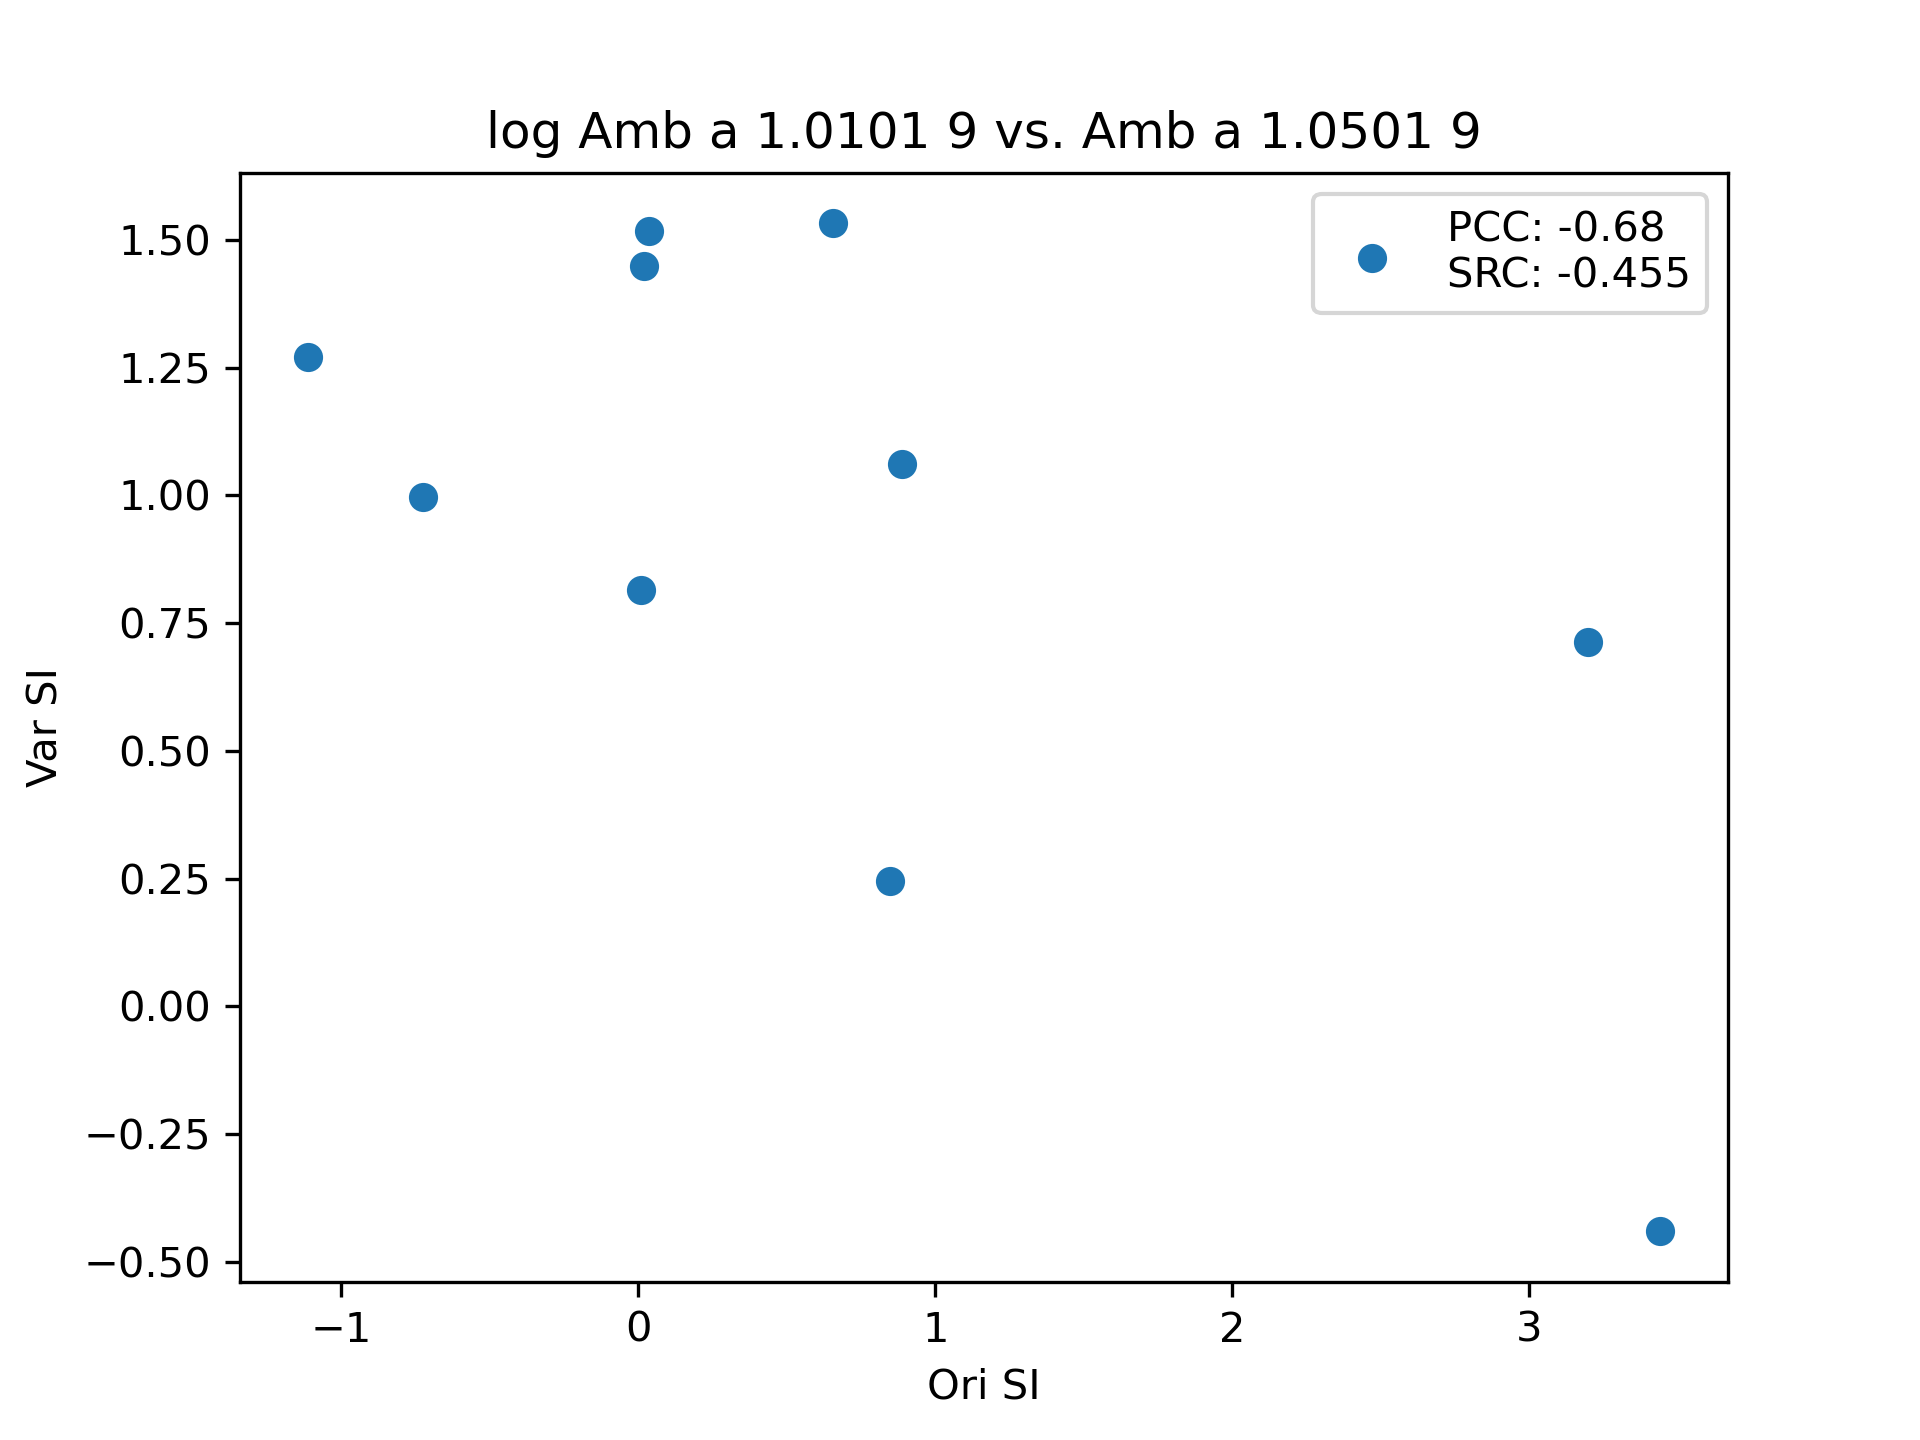 log Amb a 1.0101 9 vs. Amb a 1.0501 9
PCC: -0.68
SRC: -0.455
1.50
1.25
1.00
0.75
0.50
0.25
0.00
−0.25
−0.50
Var SI
−1 0 1 2 3
Ori SI